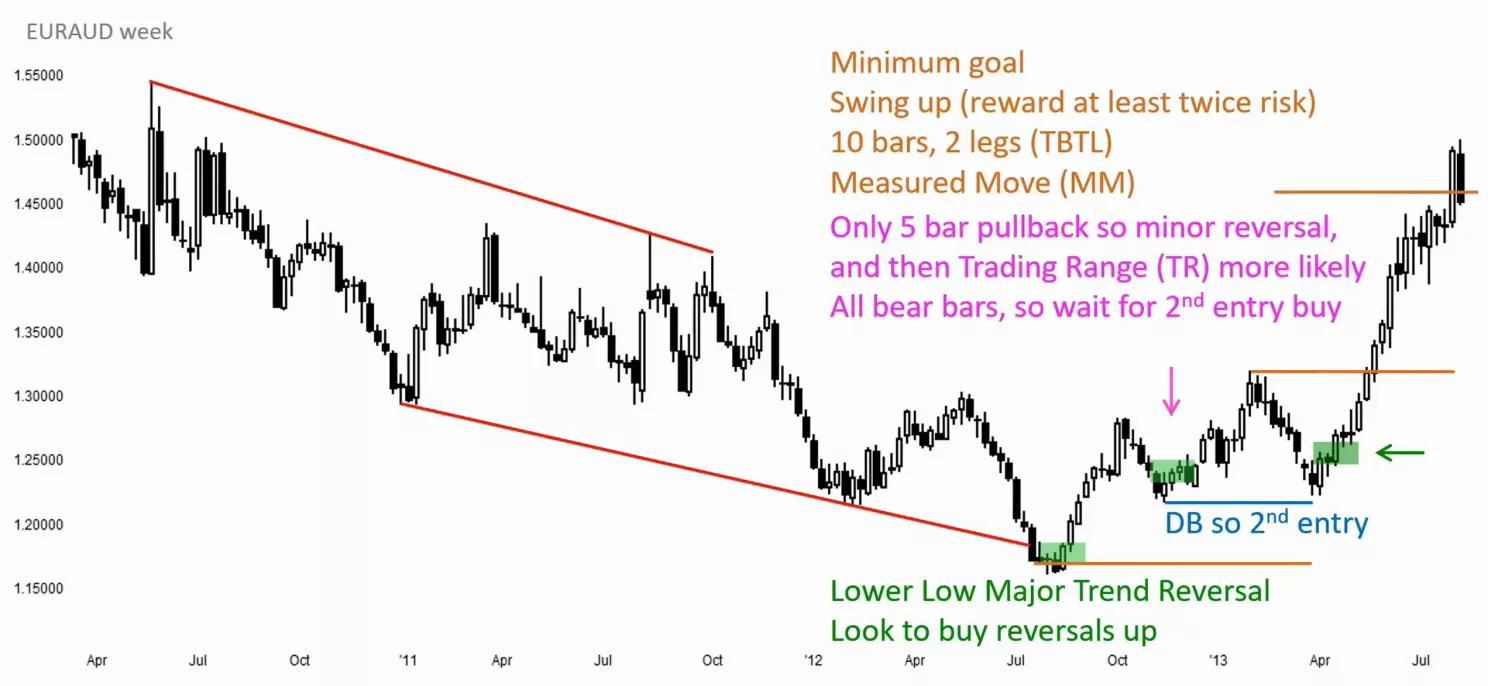 EURAUD week
Minimum goal
Swing up (reward at least twice risk)
10 bars, 2 legs (TBTL)
Measured Move (MM)
Only 5 bar pullback so minor reversal,
and then Trading Range (TR) more likely
All bear bars, so wait for 2nd entry buy
1.55000
1.50000
1.45000
1.40000
1.35000
1.30000
1.25000
1.20000
1.15000
DB so 2nd entry
Lower Low Major Trend Reversal
Look to buy reversals up
Apr Jul Oct '11 Apr Jul Oct '12 Apr Jul Oct '13 Apr Jul